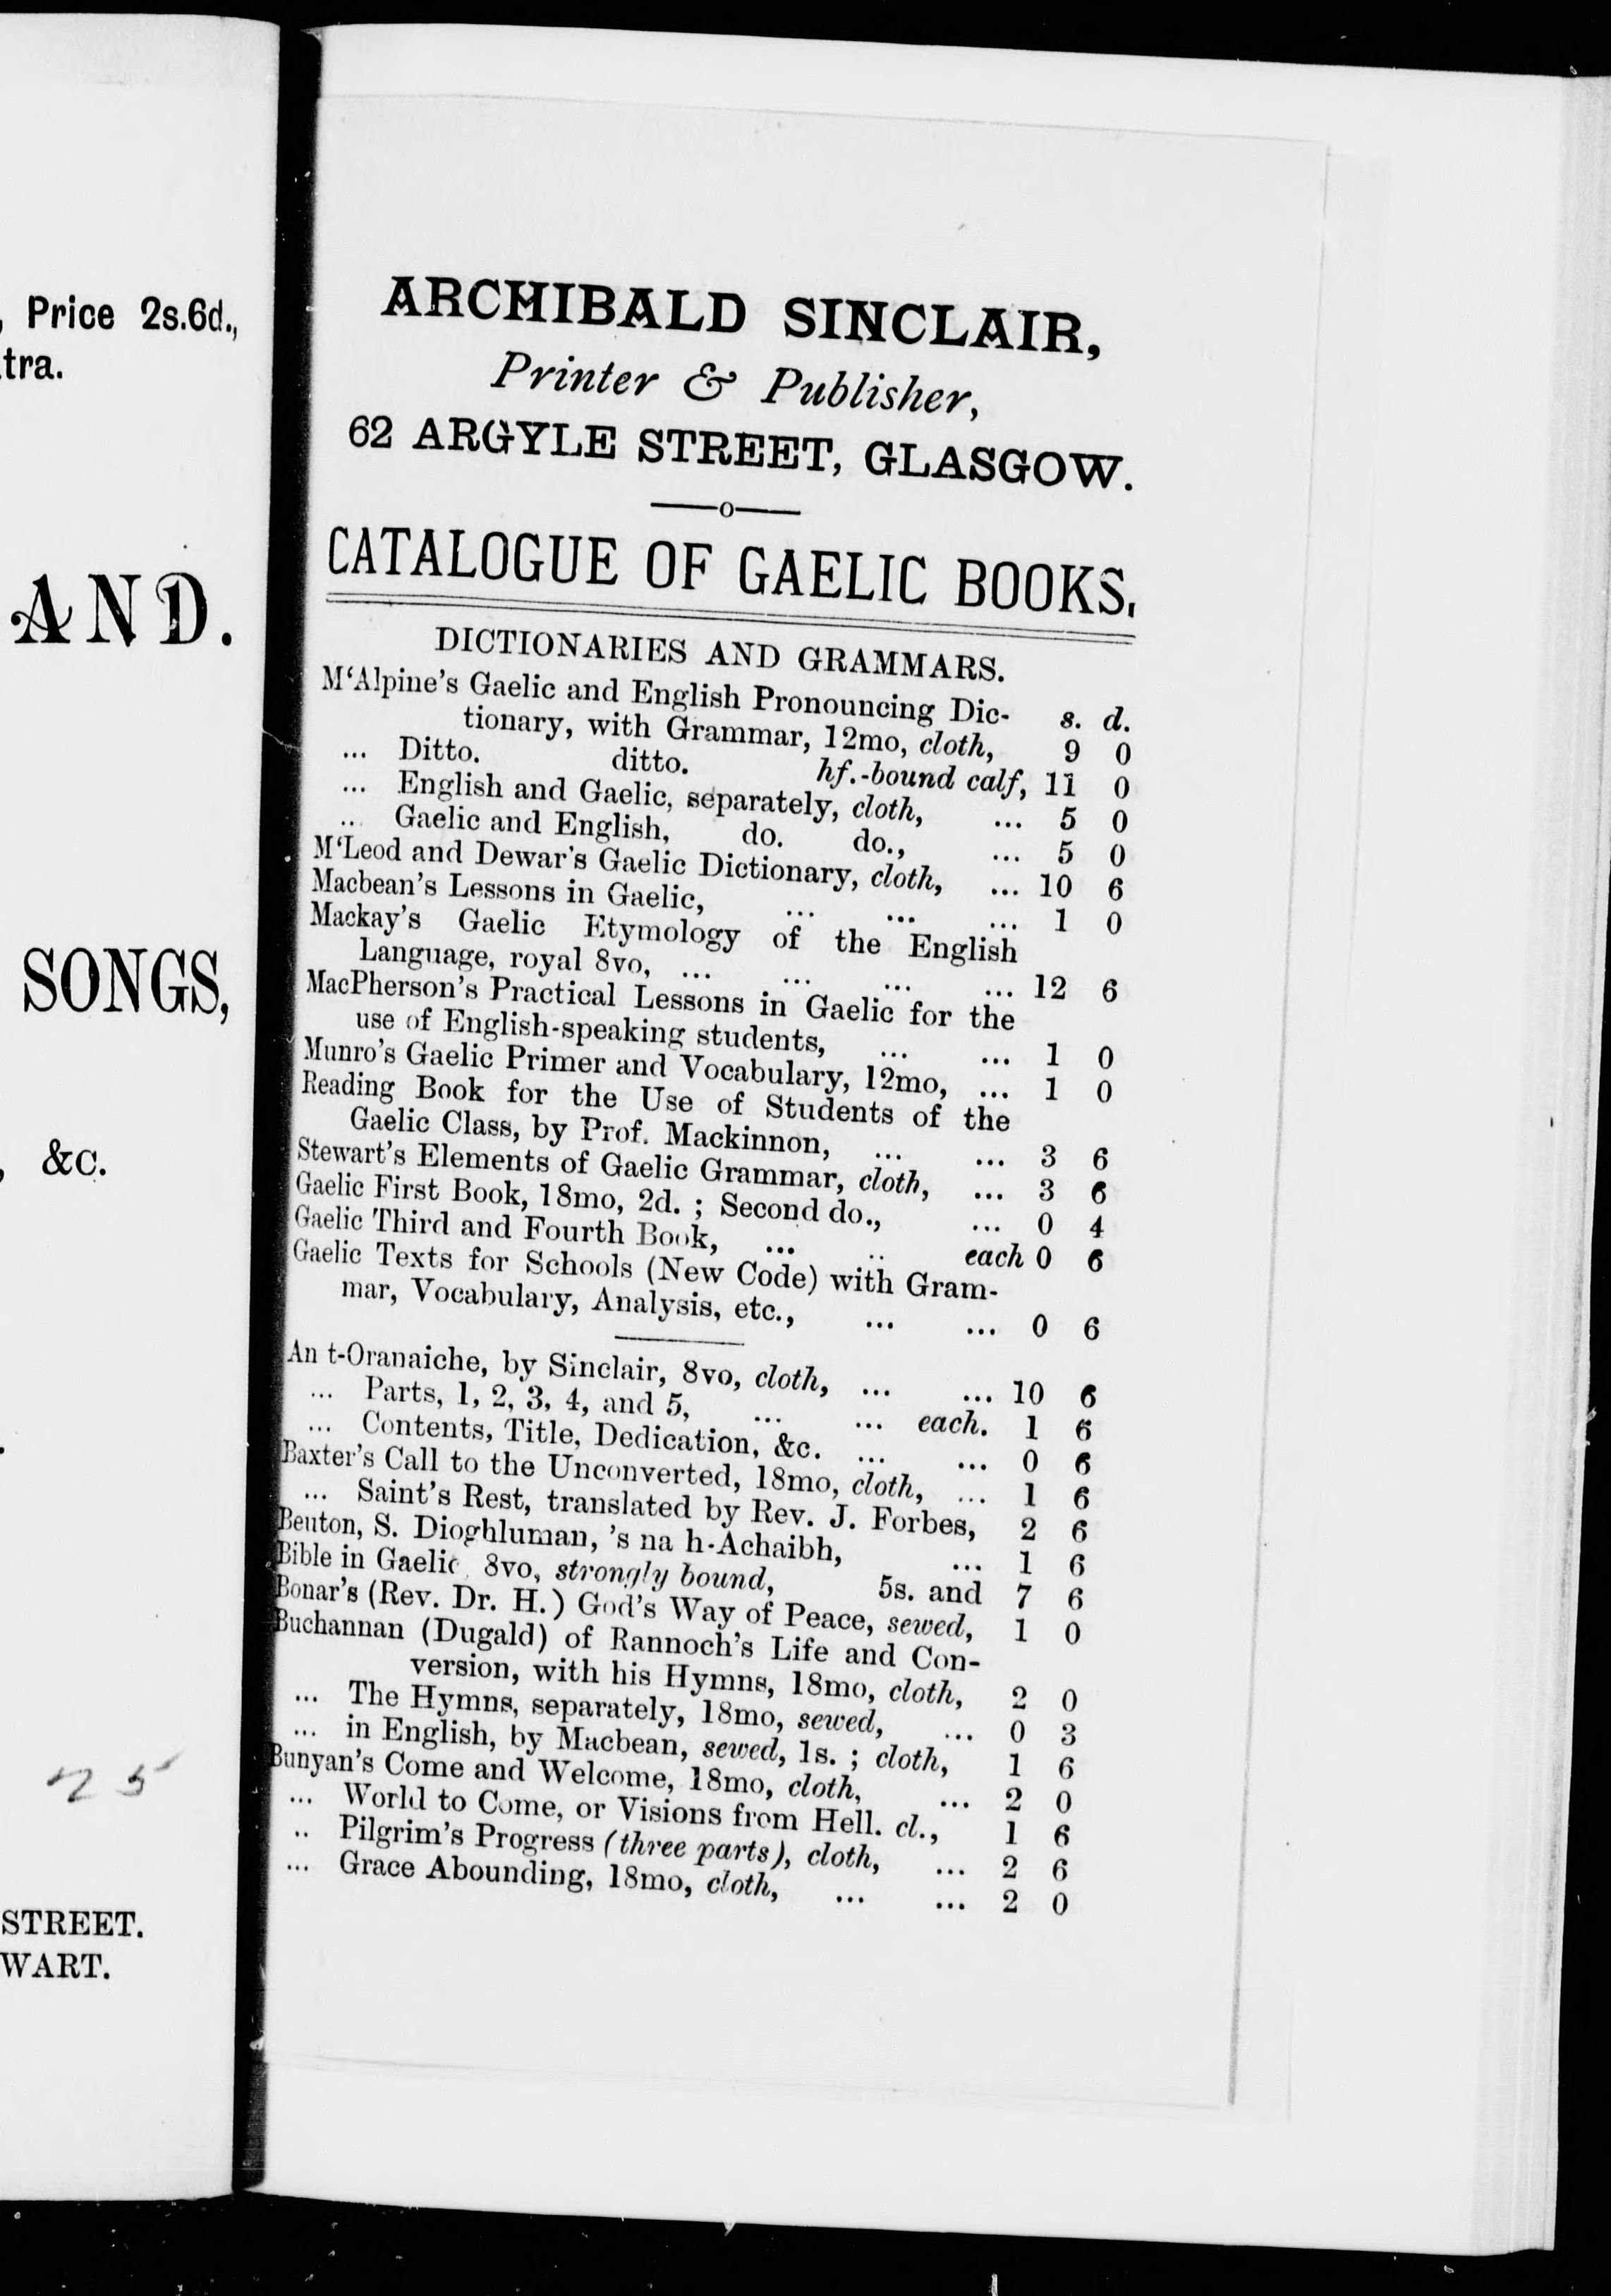 , Price 2s.6d.,
tra.
AND.
SONGS,
, &c.
25
STREET.
WART.
ARCHIBALD SINCLAIR,
Printer & Publisher,
62 ARGYLE STREET, GLASGOW.
CATALOGUE OF GAELIC BOOKS.
DICTIONARIES AND GRAMMARS.
M‘Alpine's Gaelic and English Pronouncing Dic- s. d.
tionary, with Grammar, 12mo, cloth, 9 0
... Ditto. ditto. hf.-bound calf, 11 0
... English and Gaelic, separately, cloth, ... 5 0
... Gaelic and English, do. do., ... 5 0
M‘Leod and Dewar's Gaelic Dictionary, cloth, ... 10 6
Macbean's Lessons in Gaelic, ... ... ... 1 0
Mackay's Gaelic Etymology of the English
Language, royal 8vo, ... ... ... ... 12 6
MacPherson's Practical Lessons in Gaelic for the
use of English-speaking students, ... ... 1 0
Munro's Gaelic Primer and Vocabulary, 12mo, ... 1 0
Reading Book for the Use of Students of the
Gaelic Class, by Prof. Mackinnon, ... ... 3 6
Stewart's Elements of Gaelic Grammar, cloth, ... 3 6
Gaelic First Book, 18mo, 2d. ; Second do., ... 0 4
Gaelic Third and Fourth Book, ... .. each 0 6
Gaelic Texts for Schools (New Code) with Gram-
mar, Vocabulary, Analysis, etc., ... ... 0 6
An t-Oranaiche, by Sinclair, 8vo, cloth, ... ... 10 6
... Parts, 1, 2, 3, 4, and 5, ... ... each. 1 6
... Contents, Title, Dedication, &c. ... ... 0 6
Baxter's Call to the Unconverted, 18mo, cloth, ... 1 6
... Saint's Rest, translated by Rev. J. Forbes, 2 6
Benton, S. Dioghluman, 's na h-Achaibh, ... 1 6
Bible in Gaelic, 8vo, strongly bound, 5s. and 7 6
Bonar's (Rev. Dr. H.) God's Way of Peace, sewed, 1 0
Buchannan (Dugald) of Rannoch's Life and Con-
version, with his Hymns, 18mo, cloth, 2 0
... The Hymns, separately, 18mo, sewed, ... 0 3
... in English, by Macbean, sewed, 1s. ; cloth, 1 6
Bunyan's Come and Welcome, 18mo, cloth, ... 2 0
... World to Come, or Visions from Hell. cl., 1 6
.. Pilgrim's Progress (three parts), cloth, ... 2 6
... Grace Abounding, 18mo, cloth, ... ... 2 0